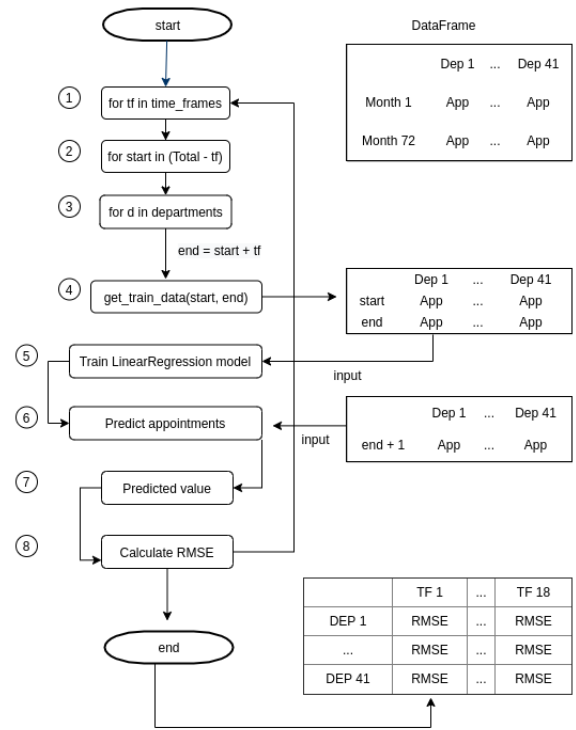 start
DataFrame
Dep 1 ... Dep 41
Month 1 App ... App
Month 72 App ... App
1 for tf in time_frames
2 for start in (Total - tf)
3 for d in departments
end = start + tf
4 get_train_data(start, end)
Dep 1 ... Dep 41
start App ... App
end App ... App
5 Train LinearRegression model
input
6 Predict appointments
input
Dep 1 ... Dep 41
end + 1 App ... App
7 Predicted value
8 Calculate RMSE
end
TF 1 ... TF 18
DEP 1 RMSE ... RMSE
... RMSE ... RMSE
DEP 41 RMSE ... RMSE